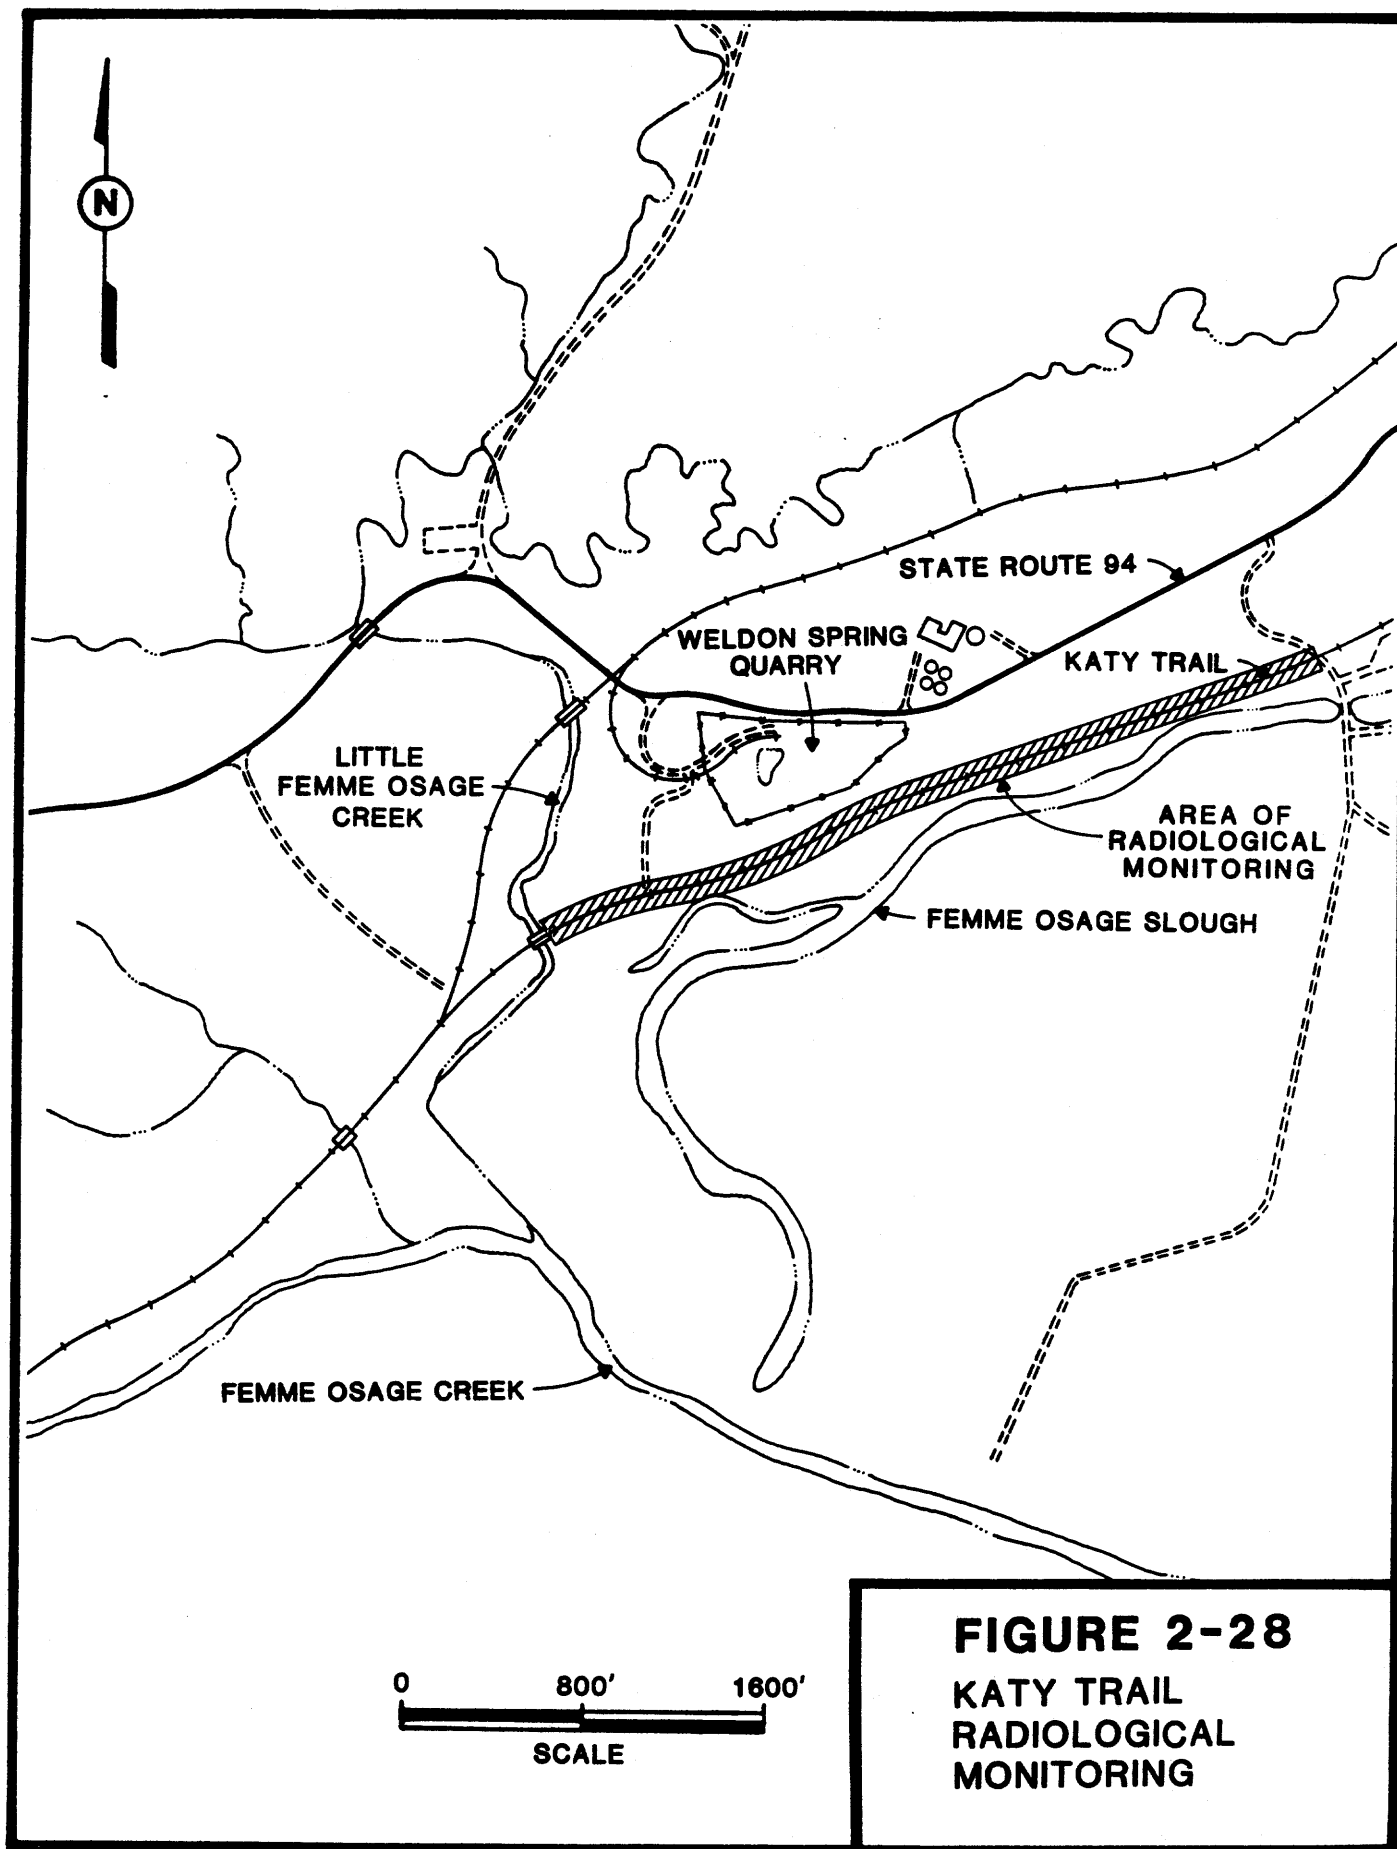 N
STATE ROUTE 94
WELDON SPRING
QUARRY
KATY TRAIL
LITTLE
FEMME OSAGE
CREEK
AREA OF
RADIOLOGICAL
MONITORING
FEMME OSAGE SLOUGH
FEMME OSAGE CREEK
0 800' 1600'
SCALE
FIGURE 2-28
KATY TRAIL
RADIOLOGICAL
MONITORING